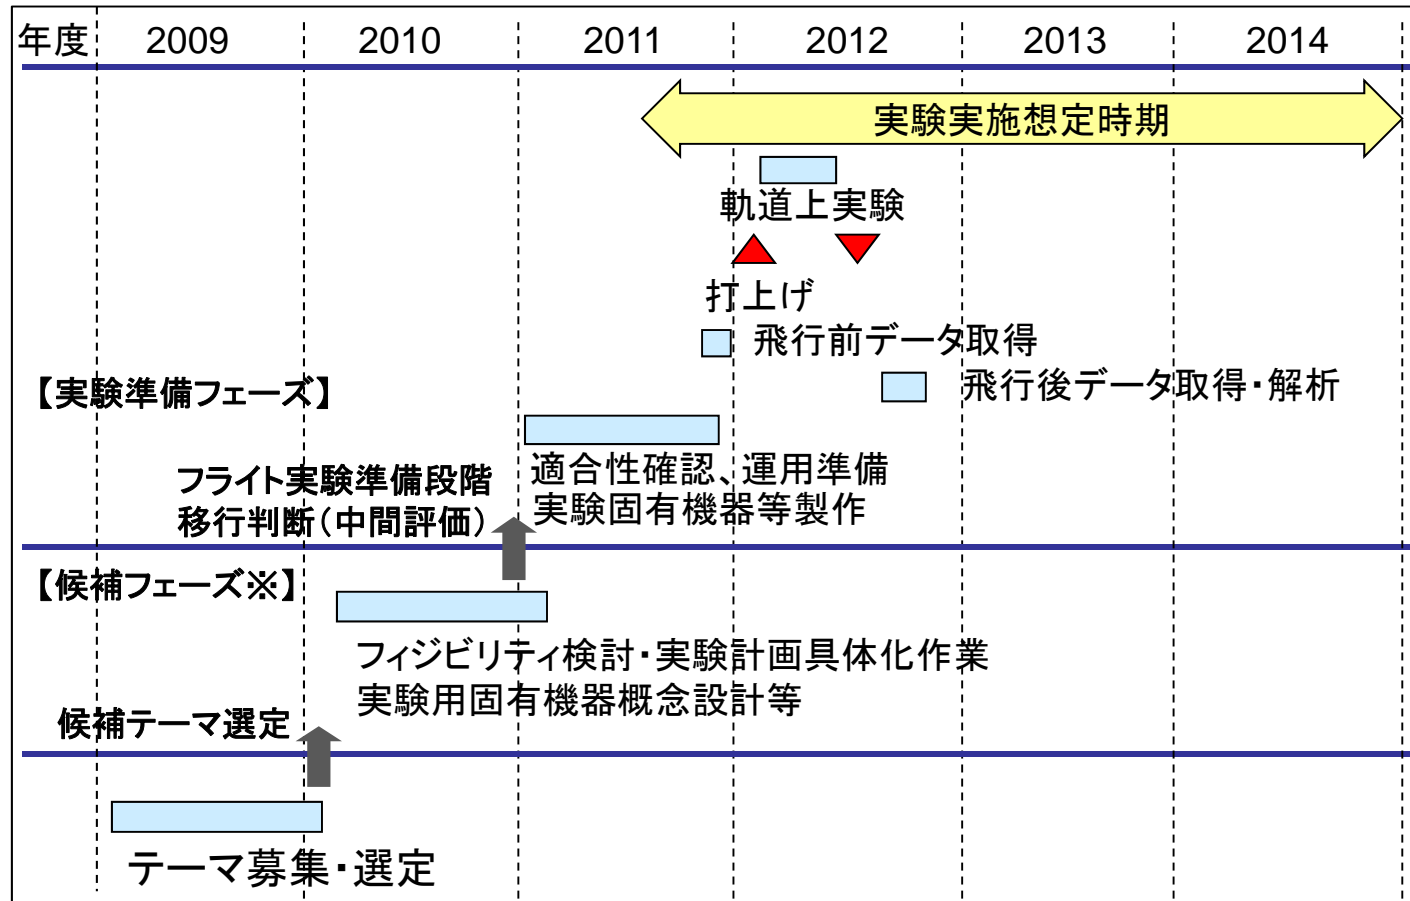 年度 2009 2010 2011 2012 2013 2014
実験実施想定時期
軌道上実験
打上げ
飛行前データ取得
飛行後データ取得・解析
【実験準備フェーズ】
適合性確認、運用準備
実験固有機器等製作
フライト実験準備段階
移行判断(中間評価)
【候補フェーズ※】
フィジビリティ検討・実験計画具体化作業
実験用固有機器概念設計等
候補テーマ選定
テーマ募集・選定